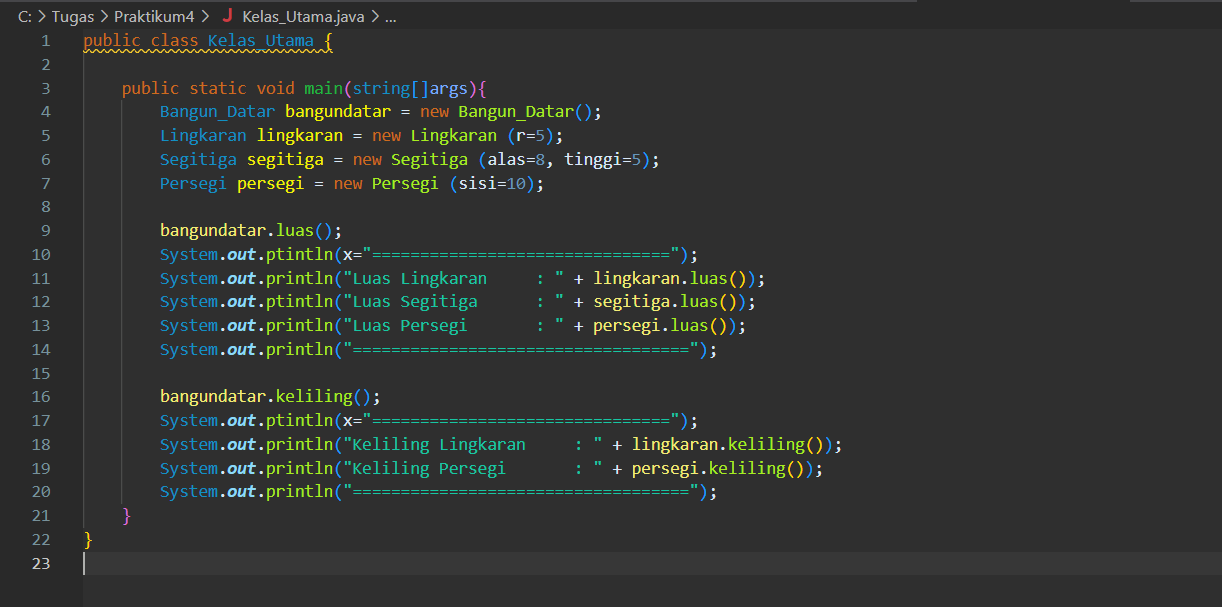 C: > Tugas > Praktikum4 > J Kelas_Utama.java > ...
1 public class Kelas_Utama {
2
3     public static void main(string[]args){
4         Bangun_Datar bangundatar = new Bangun_Datar();
5         Lingkaran lingkaran = new Lingkaran (r=5);
6         Segitiga segitiga = new Segitiga (alas=8, tinggi=5);
7         Persegi persegi = new Persegi (sisi=10);
8
9         bangundatar.luas();
10         System.out.ptintln(x="===============================");
11         System.out.println("Luas Lingkaran     : " + lingkaran.luas());
12         System.out.ptintln("Luas Segitiga      : " + segitiga.luas());
13         System.out.println("Luas Persegi       : " + persegi.luas());
14         System.out.println("===================================");
15
16         bangundatar.keliling();
17         System.out.ptintln(x="===============================");
18         System.out.println("Keliling Lingkaran     : " + lingkaran.keliling());
19         System.out.println("Keliling Persegi       : " + persegi.keliling());
20         System.out.println("===================================");
21     }
22 }
23